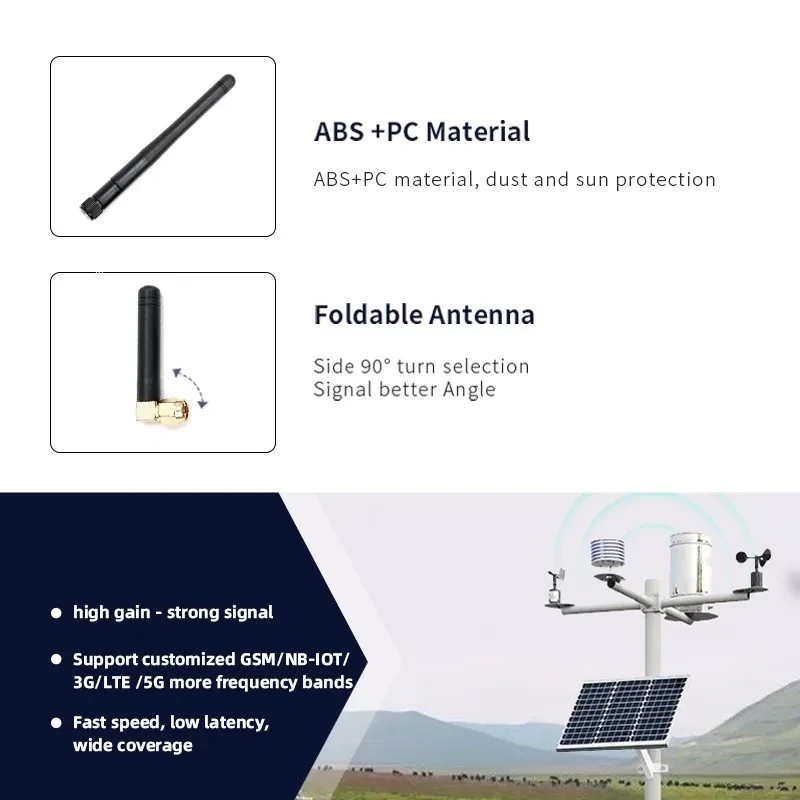 ABS +PC Material
ABS+PC material, dust and sun protection
Foldable Antenna
Side 90° turn selection
Signal better Angle
high gain - strong signal
Support customized GSM/NB-IOT/
3G/LTE /5G more frequency bands
Fast speed, low latency,
wide coverage